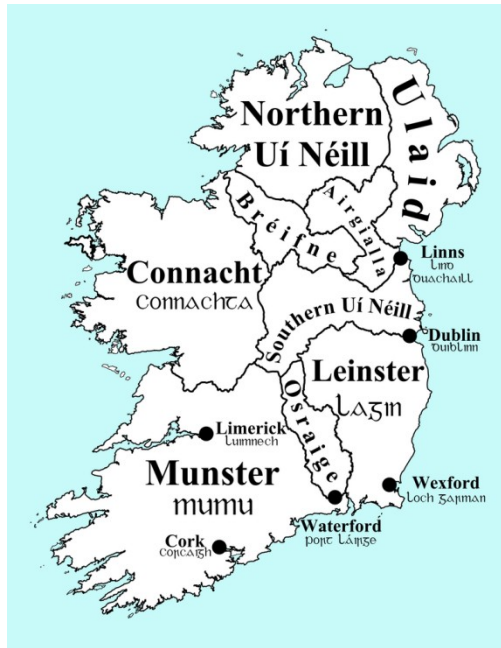 Northern
Uí Néill
Ulaid
Airgialla
Bréifne
Linns
Lind
Duachaill
Connacht
Connachta
Southern Uí Néill
Dublin
Duiblinn
Leinster
Lagin
Osraige
Limerick
Luimnech
Munster
Mumu
Wexford
Loch Garman
Waterford
Port Láirge
Cork
Corcaigh